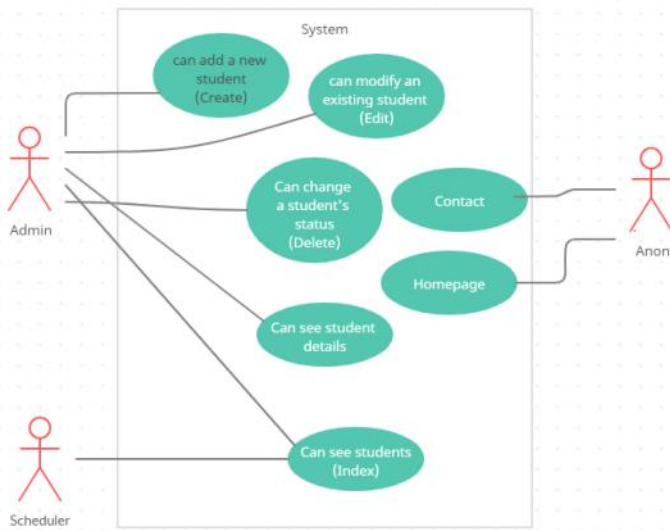 System
can add a new
student
(Create)
can modify an
existing student
(Edit)
Admin
Can change
a student's
status
(Delete)
Contact
Anon
Homepage
Can see student
details
Can see students
(Index)
Scheduler